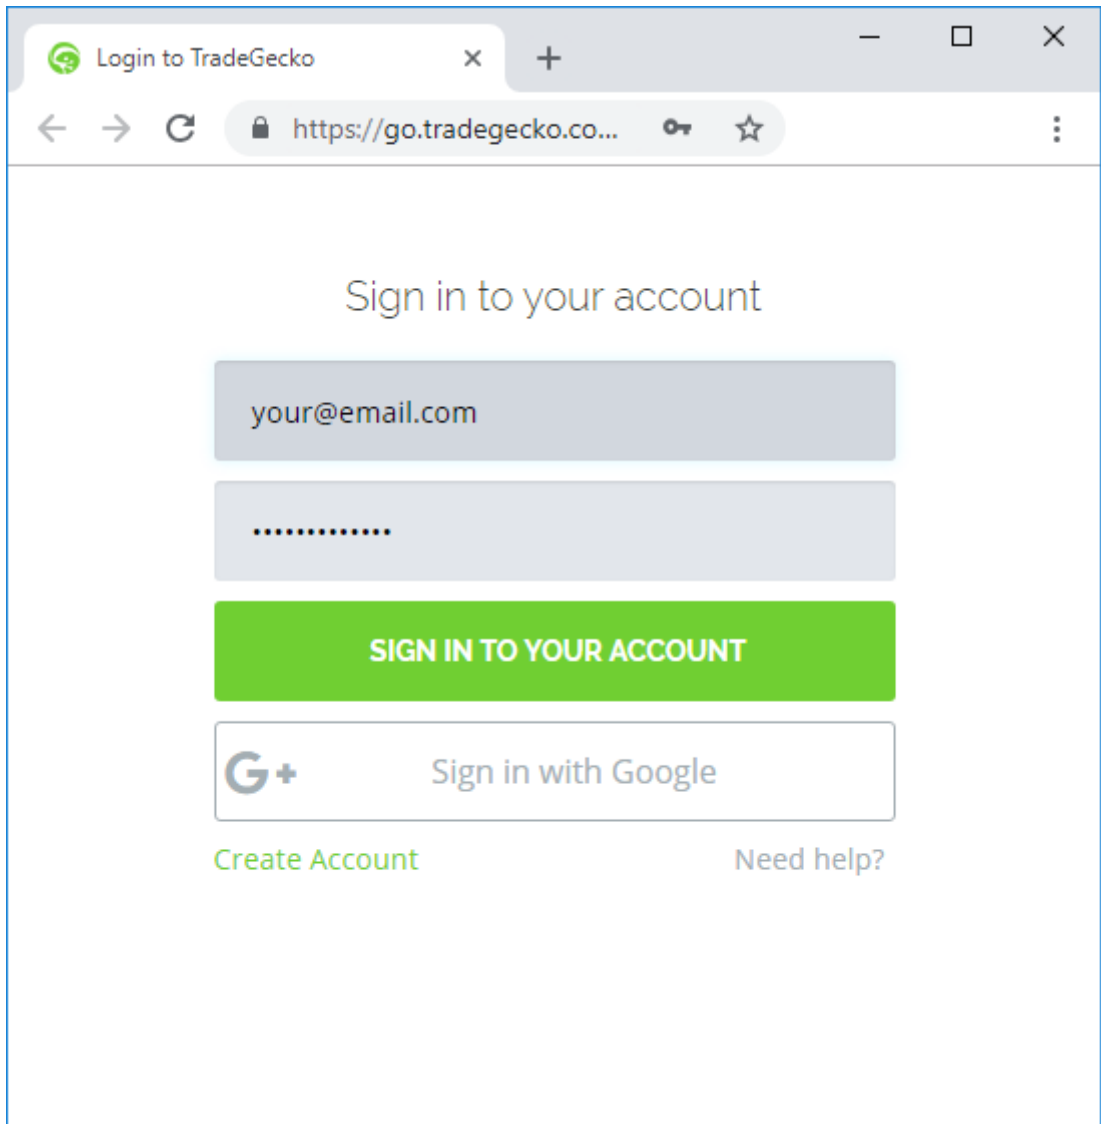 Login to TradeGecko
https://go.tradegecko.co...
Sign in to your account
your@email.com
•••••••••••••
SIGN IN TO YOUR ACCOUNT
G+ Sign in with Google
Create Account Need help?